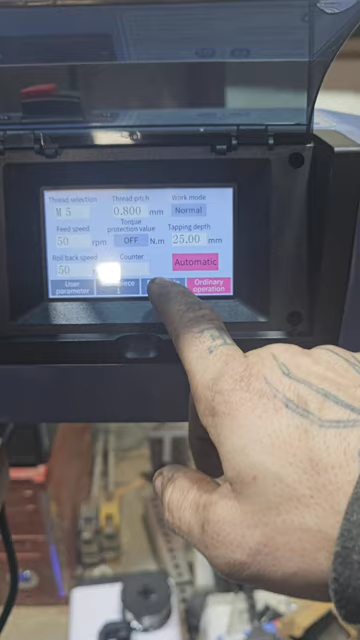 Thread selection Thread pitch Work mode
M 5 0.800 mm Normal
Feed speed Torque protection value Tapping depth
50 rpm OFF N.m 25.00 mm
Roll back speed Counter
50 Automatic
User parameter Ordinary operation